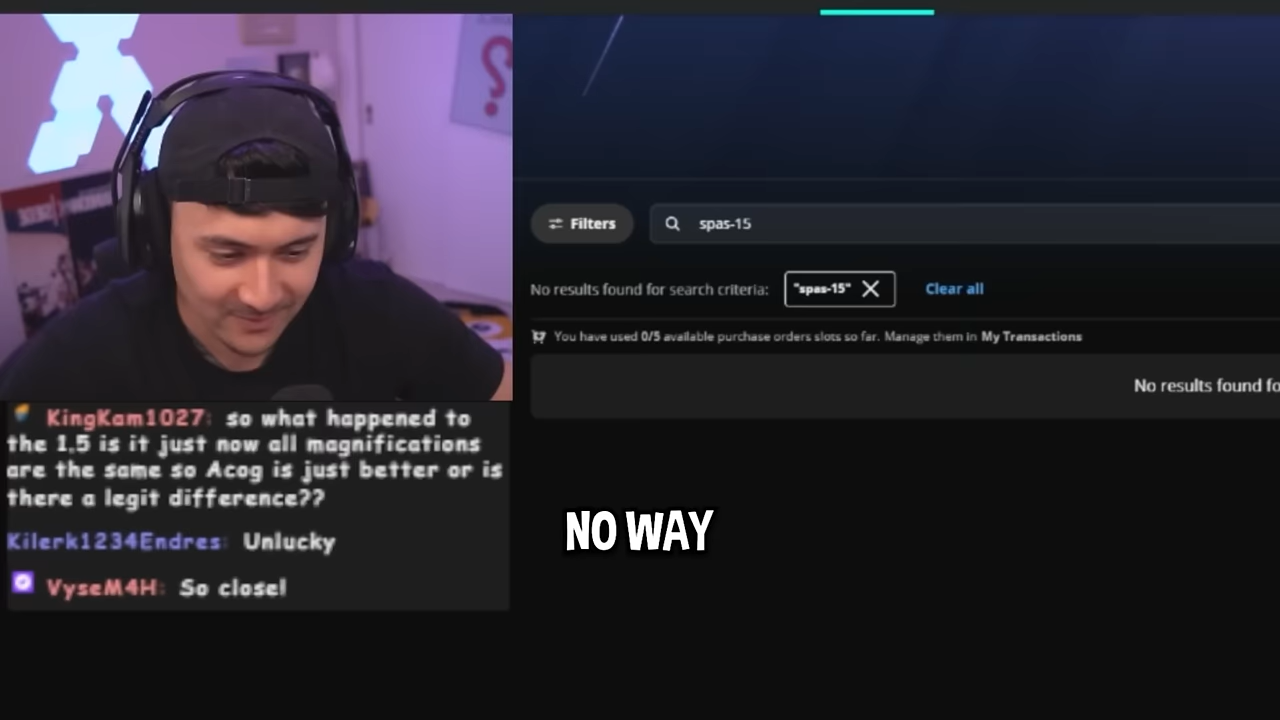 Filters
spas-15
No results found for search criteria:
"spas-15"
Clear all
You have used 0/5 available purchase orders slots so far. Manage them in My Transactions
No results found fo
KingKam1027: so what happened to
the 1.5 is it just now all magnifications
are the same so Acog is just better or is
there a legit difference??
Kilerk1234Endres: Unlucky
VyseM4H: So close!
NO WAY